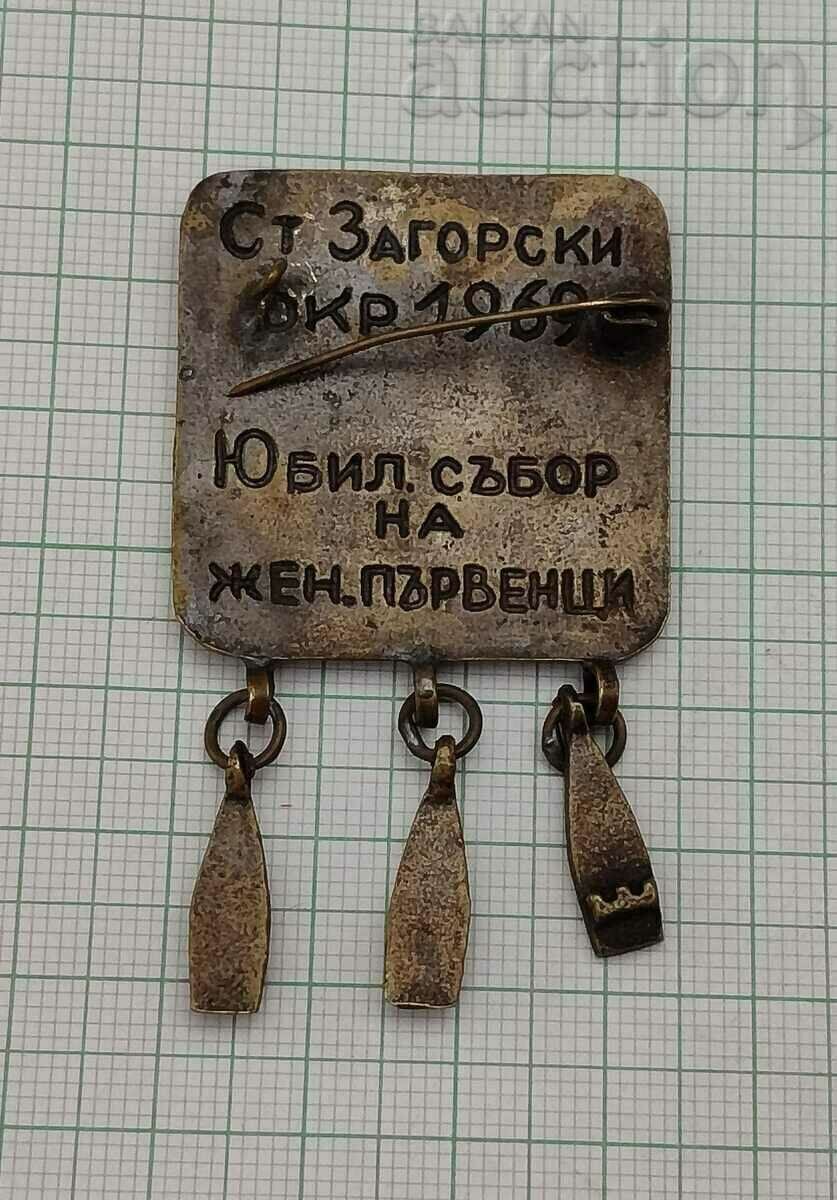 BALKAN
auction
Ст ЗАГОРСКИ
ОКР. 1969
ЮБИЛ. СЪБОР
НА
ЖЕН. ПЪРВЕНЦИ